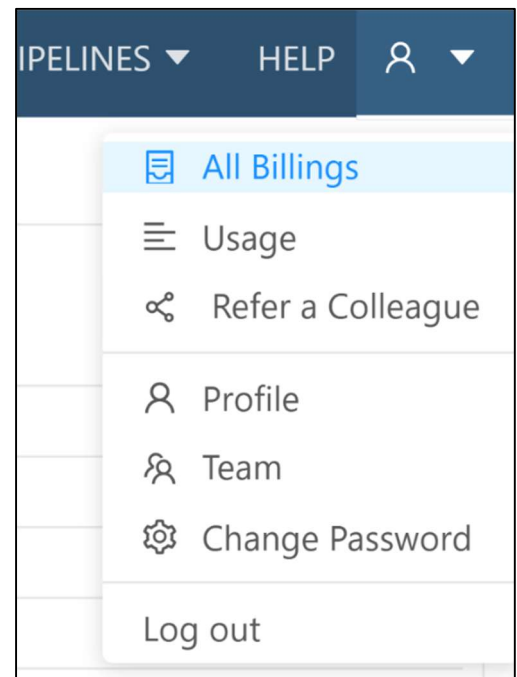 IPELINES HELP
All Billings
Usage
Refer a Colleague
Profile
Team
Change Password
Log out